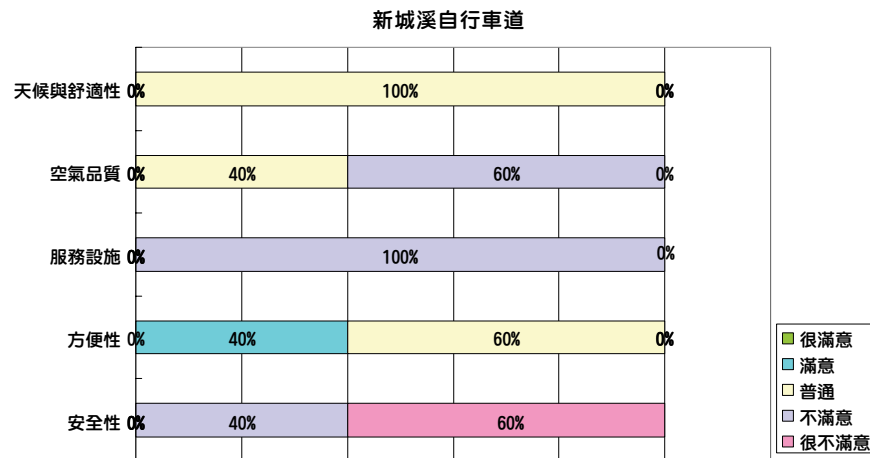 新城溪自行車道
天候與舒適性 0% 100% 0%
空氣品質 0% 40% 60% 0%
服務設施 0% 100% 0%
方便性 0% 40% 60% 0%
安全性 0% 40% 60%
很滿意
滿意
普通
不滿意
很不滿意